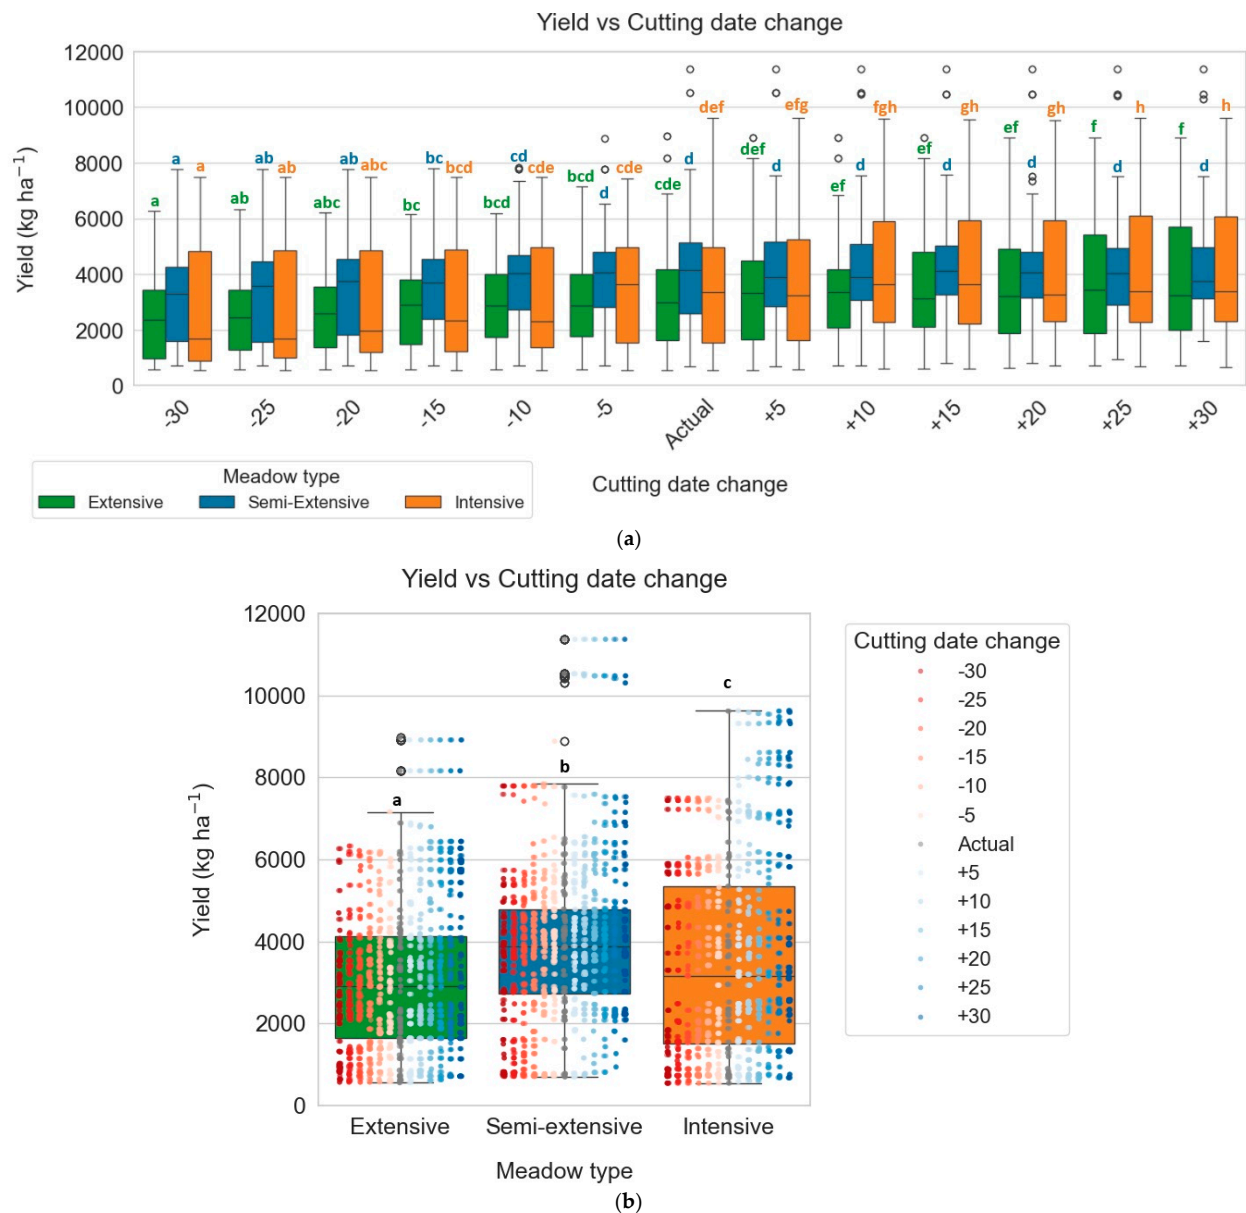 (a)
Yield vs Cutting date change
12000
10000
8000
6000
4000
2000
0
Yield (kg ha⁻¹)
a a a
ab ab ab
abc ab abc
bc bc bcd
bcd cd cde
bcd d cde
cde d def
def d efg
ef d fgh
ef d gh
ef d gh
f d h
f d h
-30 -25 -20 -15 -10 -5 Actual +5 +10 +15 +20 +25 +30
Cutting date change
Meadow type
Extensive Semi-Extensive Intensive
(a)
Yield vs Cutting date change
12000
10000
8000
6000
4000
2000
0
Yield (kg ha⁻¹)
a b c
Extensive Semi-extensive Intensive
Meadow type
Cutting date change
-30
-25
-20
-15
-10
-5
Actual
+5
+10
+15
+20
+25
+30
(b)